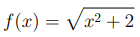 f(x) = √(x² + 2)